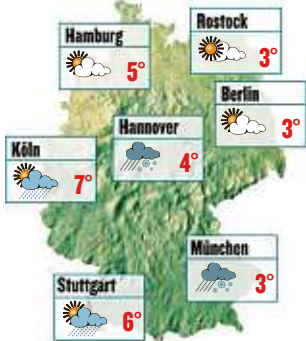 Rostock
3°
Hamburg
5°
Berlin
3°
Hannover
4°
Köln
7°
München
3°
Stuttgart
6°